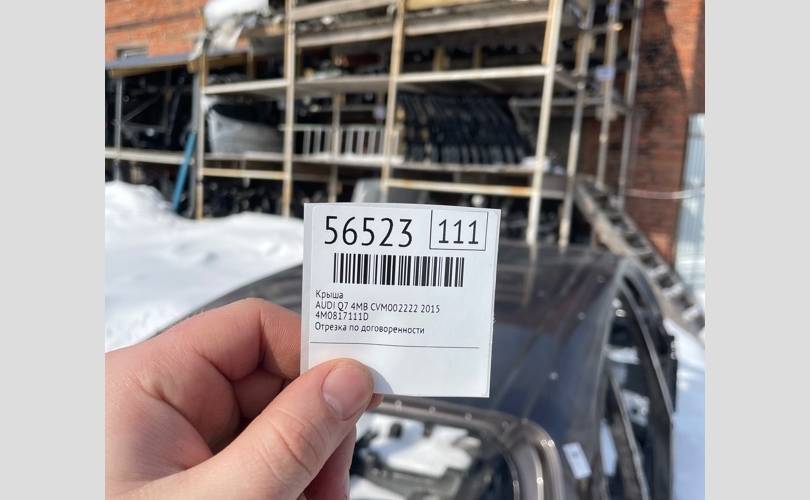 56523 111
Крыша
AUDI Q7 4MB CVM002222 2015
4M0817111D
Отрезка по договоренности